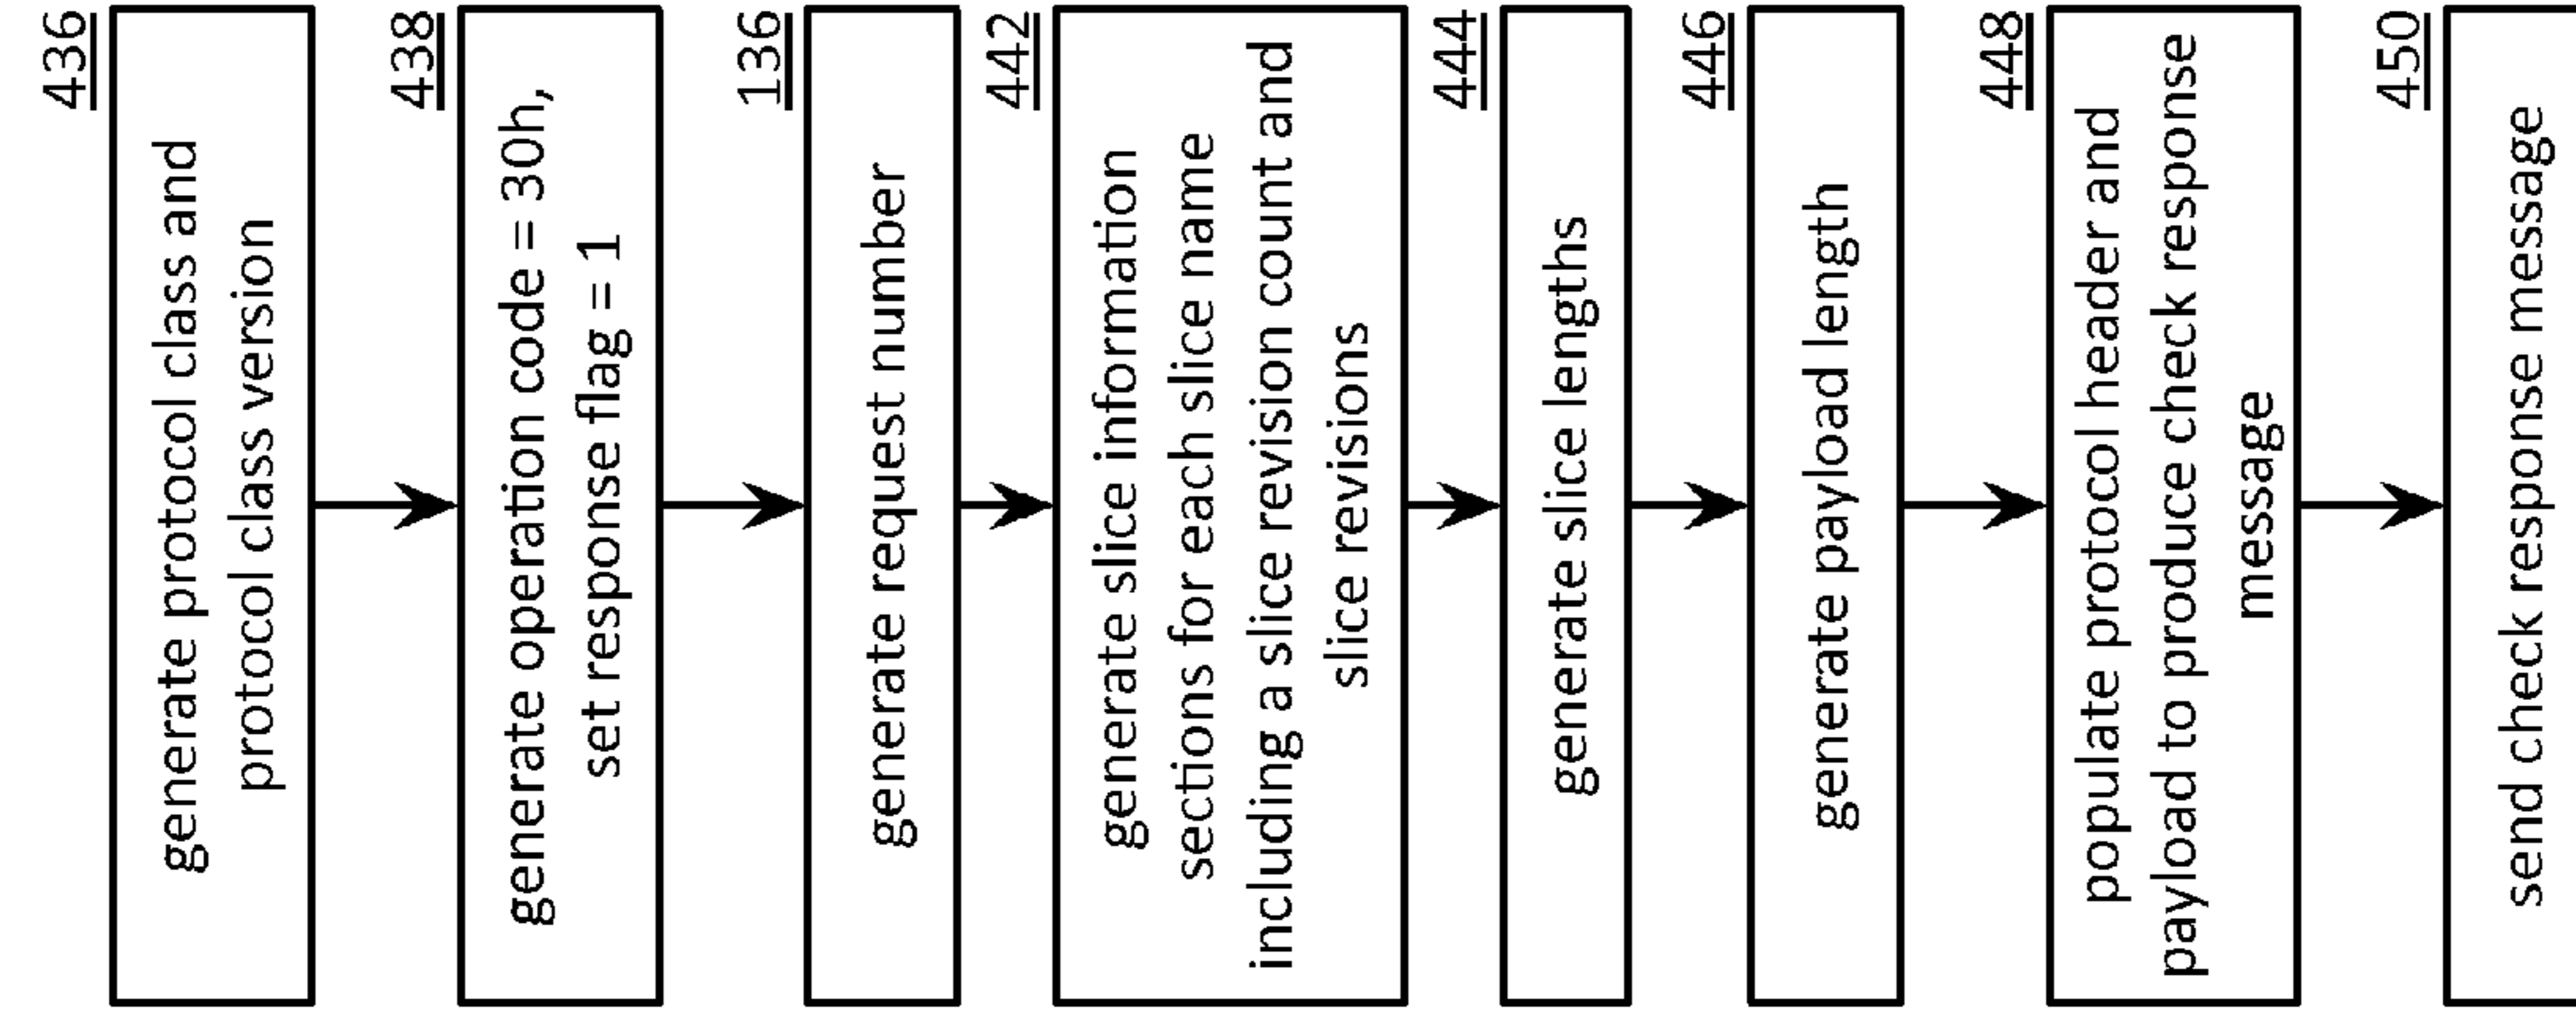 436
generate protocol class and
protocol class version
438
generate operation code = 30h,
set response flag = 1
136
generate request number
442
generate slice information
sections for each slice name
including a slice revision count and
slice revisions
444
generate slice lengths
446
generate payload length
448
populate protocol header and
payload to produce check response
message
450
send check response message